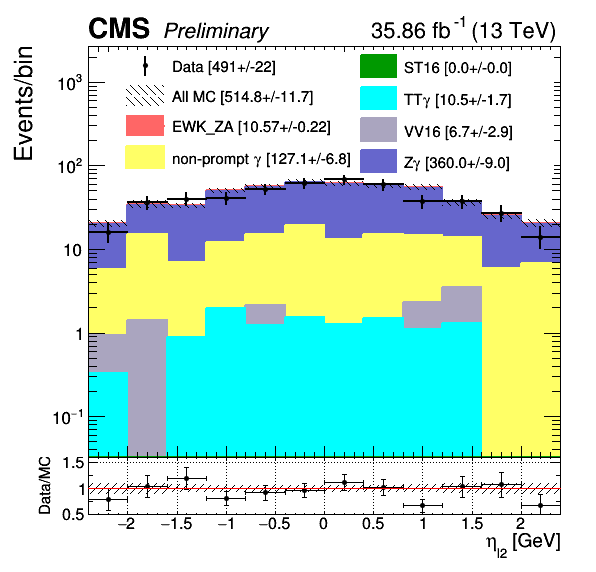 CMS Preliminary 35.86 fb⁻¹ (13 TeV)
Events/bin
Data [491+/-22]
All MC [514.8+/-11.7]
EWK_ZA [10.57+/-0.22]
non-prompt γ [127.1+/-6.8]
ST16 [0.0+/-0.0]
TTγ [10.5+/-1.7]
VV16 [6.7+/-2.9]
Zγ [360.0+/-9.0]
10³
10²
10
1
10⁻¹
Data/MC
1.5
1
0.5
−2 −1.5 −1 −0.5 0 0.5 1 1.5 2
η_l2 [GeV]